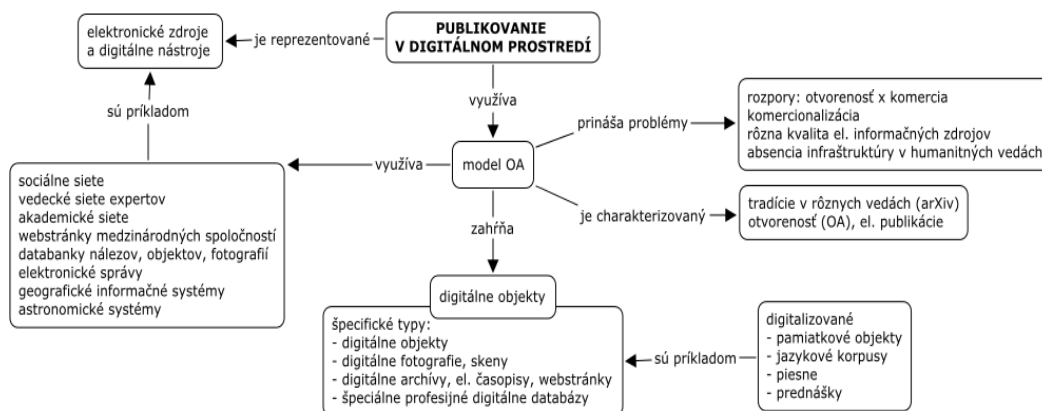 PUBLIKOVANIE
V DIGITÁLNOM PROSTREDÍ
je reprezentované
elektronické zdroje
a digitálne nástroje
sú príkladom
využíva
rozpory: otvorenosť x komercia
komercionalizácia
rôzna kvalita el. informačných zdrojov
absencia infraštruktúry v humanitných vedách
prináša problémy
model OA
využíva
sociálne siete
vedecké siete expertov
akademické siete
webstránky medzinárodných spoločností
databanky nálezov, objektov, fotografií
elektronické správy
geografické informačné systémy
astronomické systémy
je charakterizovaný
tradície v rôznych vedách (arXiv)
otvorenosť (OA), el. publikácie
zahŕňa
digitálne objekty
špecifické typy:
- digitálne objekty
- digitálne fotografie, skeny
- digitálne archívy, el. časopisy, webstránky
- špeciálne profesijné digitálne databázy
sú príkladom
digitalizované
- pamiatkové objekty
- jazykové korpusy
- piesne
- prednášky